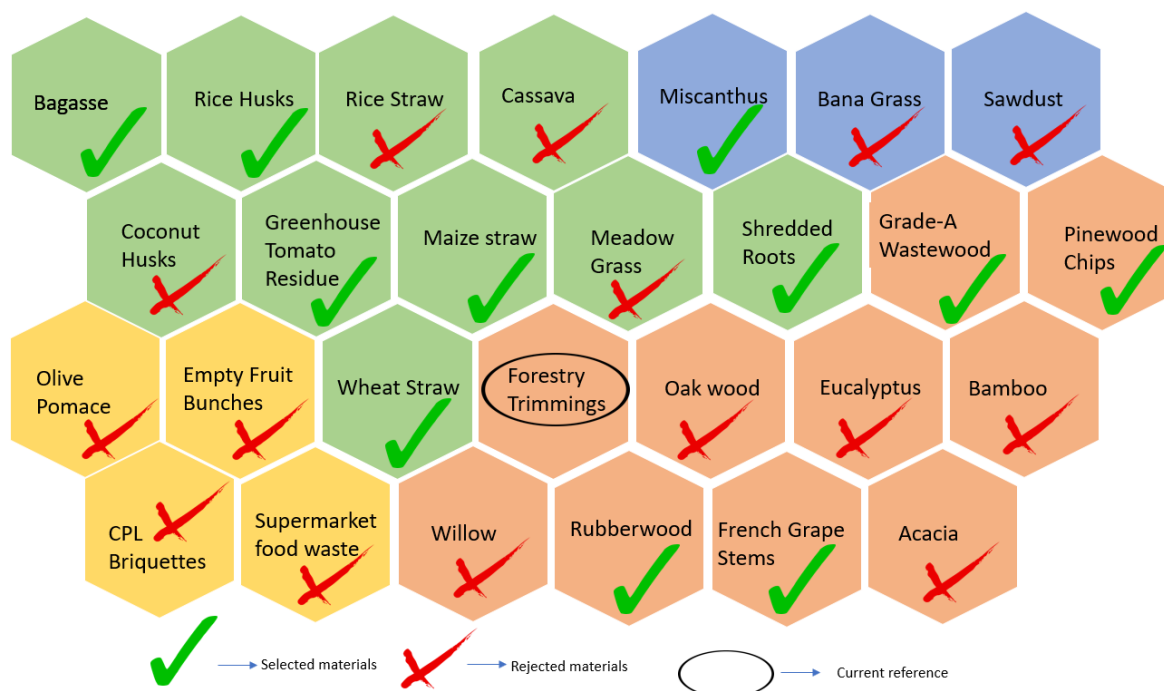 Bagasse
Rice Husks
Rice Straw
Cassava
Miscanthus
Bana Grass
Sawdust
Coconut
Husks
Greenhouse
Tomato
Residue
Maize straw
Meadow
Grass
Shredded
Roots
Grade-A
Wastewood
Pinewood
Chips
Olive
Pomace
Empty Fruit
Bunches
Wheat Straw
Forestry
Trimmings
Oak wood
Eucalyptus
Bamboo
CPL
Briquettes
Supermarket
food waste
Willow
Rubberwood
French Grape
Stems
Acacia
Selected materials
Rejected materials
Current reference